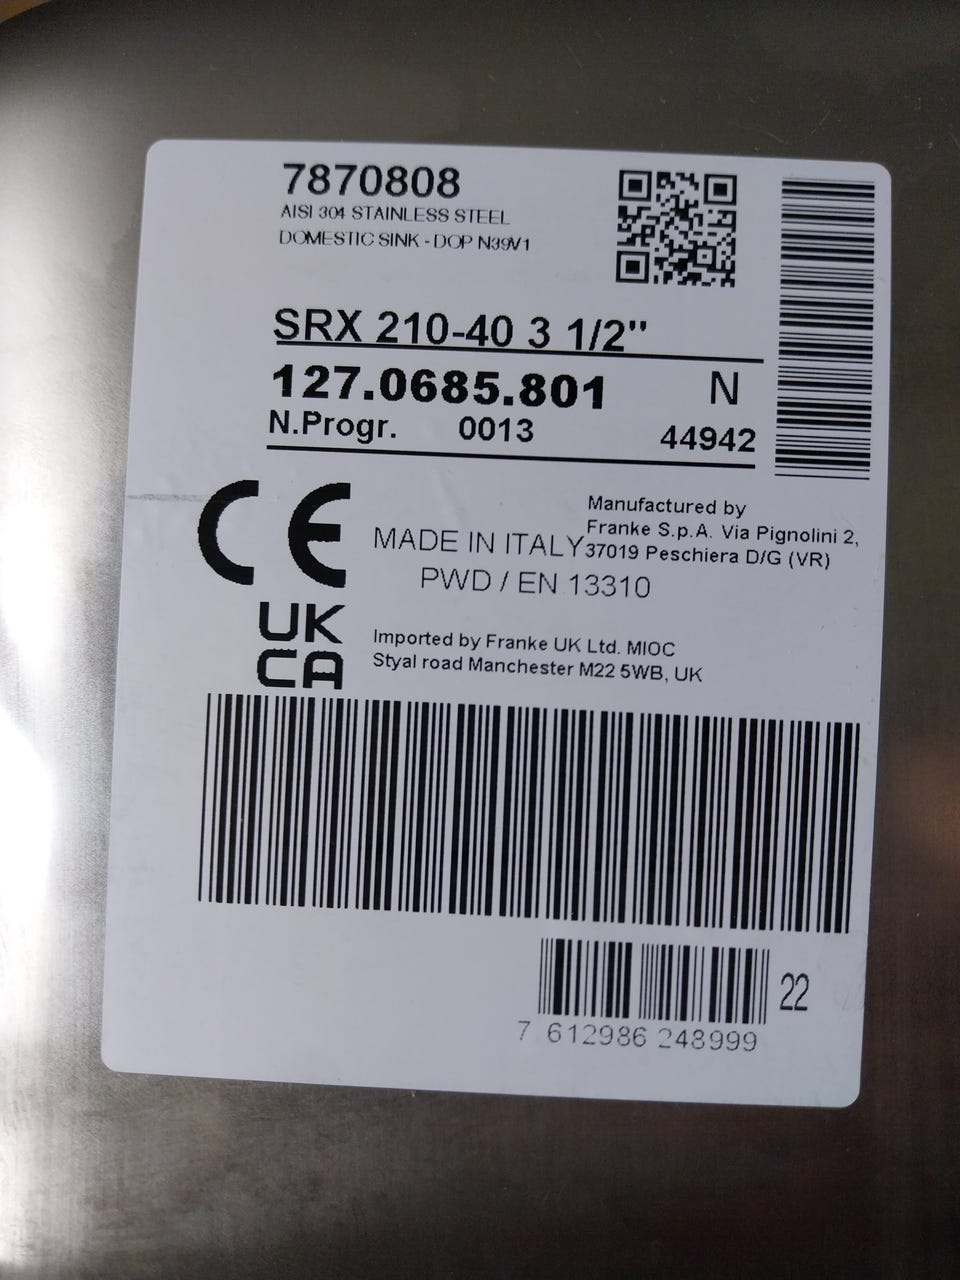 7870808
AISI 304 STAINLESS STEEL
DOMESTIC SINK - DOP N39V1
SRX 210-40 3 1/2"
127.0685.801 N
N.Progr. 0013 44942
CE
MADE IN ITALY
PWD / EN 13310
Manufactured by
Franke S.p.A. Via Pignolini 2,
37019 Peschiera D/G (VR)
UK
CA
Imported by Franke UK Ltd. MIOC
Styal road Manchester M22 5WB, UK
22
7 612986 248999